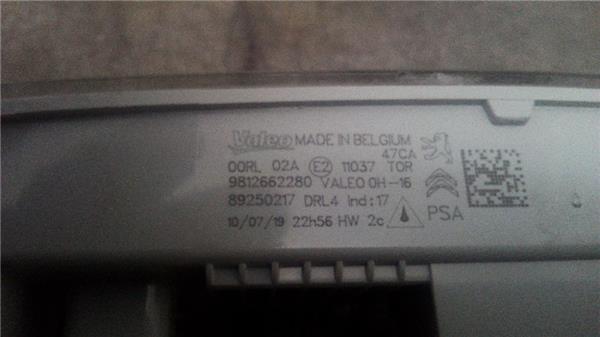 Valeo MADE IN BELGIUM
47CA
00RL 02A E2 11037 TOR
9812662280 VALEO 0H-16
89250217 DRL4 Ind:17
10/07/19 22h56 HW 2c PSA